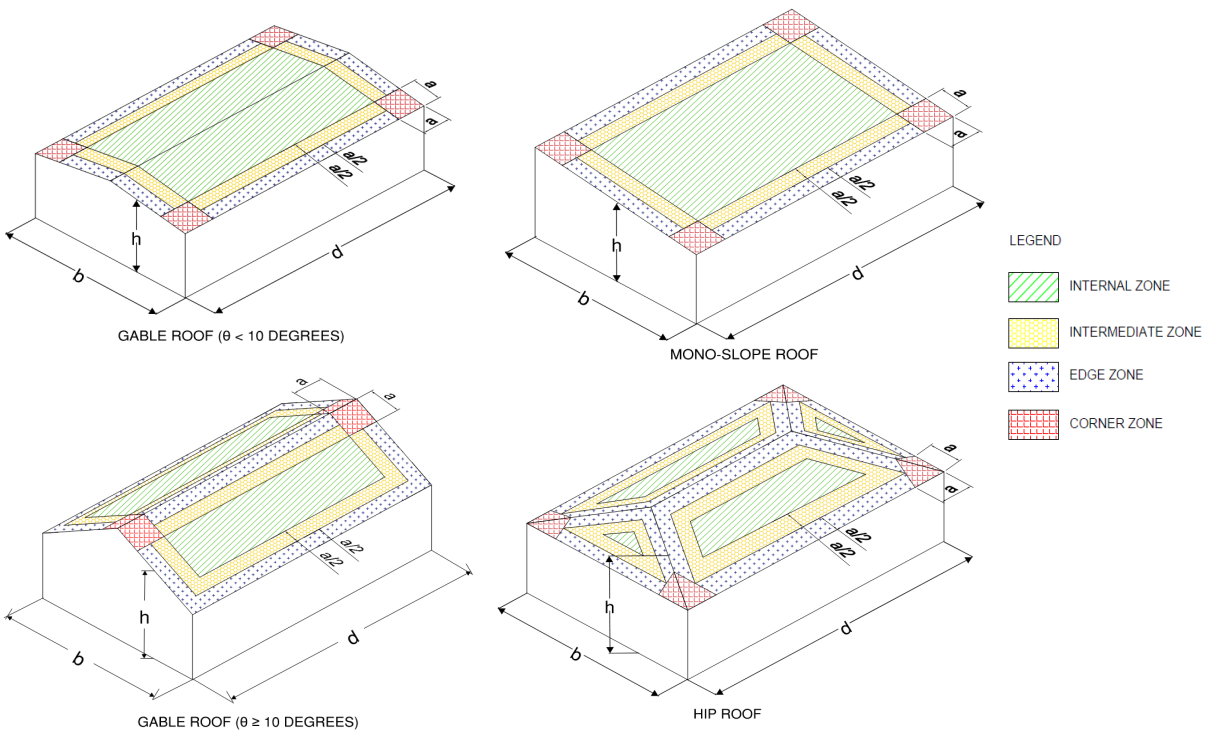 a
a
a/2
a/2
h
b
d
GABLE ROOF (θ < 10 DEGREES)
a
a
a/2
a/2
h
b
d
MONO-SLOPE ROOF
LEGEND
INTERNAL ZONE
INTERMEDIATE ZONE
EDGE ZONE
CORNER ZONE
a
a
a/2
a/2
h
b
d
GABLE ROOF (θ ≥ 10 DEGREES)
a
a
a/2
a/2
h
b
d
HIP ROOF